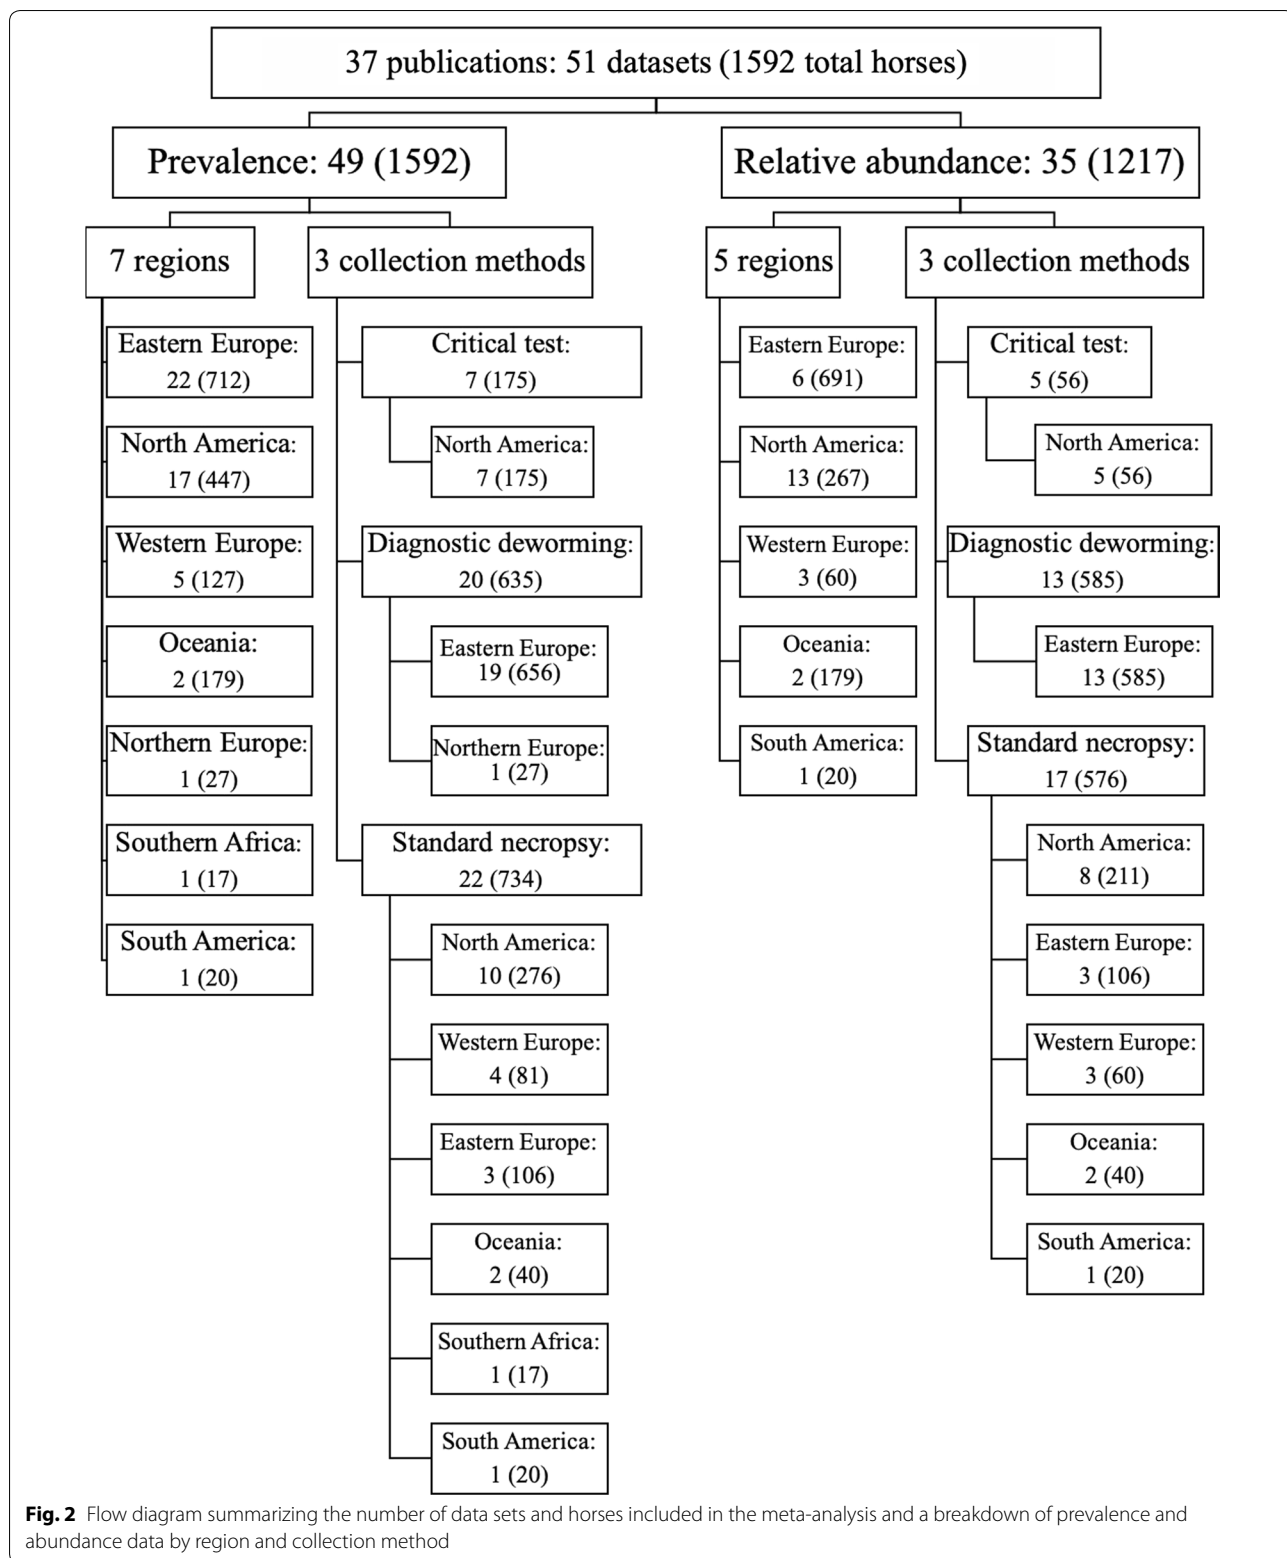 37 publications: 51 datasets (1592 total horses)
Prevalence: 49 (1592)
7 regions
Eastern Europe:
22 (712)
North America:
17 (447)
Western Europe:
5 (127)
Oceania:
2 (179)
Northern Europe:
1 (27)
Southern Africa:
1 (17)
South America:
1 (20)
3 collection methods
Critical test:
7 (175)
North America:
7 (175)
Diagnostic deworming:
20 (635)
Eastern Europe:
19 (656)
Northern Europe:
1 (27)
Standard necropsy:
22 (734)
North America:
10 (276)
Western Europe:
4 (81)
Eastern Europe:
3 (106)
Oceania:
2 (40)
Southern Africa:
1 (17)
South America:
1 (20)
Relative abundance: 35 (1217)
5 regions
Eastern Europe:
6 (691)
North America:
13 (267)
Western Europe:
3 (60)
Oceania:
2 (179)
South America:
1 (20)
3 collection methods
Critical test:
5 (56)
North America:
5 (56)
Diagnostic deworming:
13 (585)
Eastern Europe:
13 (585)
Standard necropsy:
17 (576)
North America:
8 (211)
Eastern Europe:
3 (106)
Western Europe:
3 (60)
Oceania:
2 (40)
South America:
1 (20)
Fig. 2 Flow diagram summarizing the number of data sets and horses included in the meta-analysis and a breakdown of prevalence and
abundance data by region and collection method